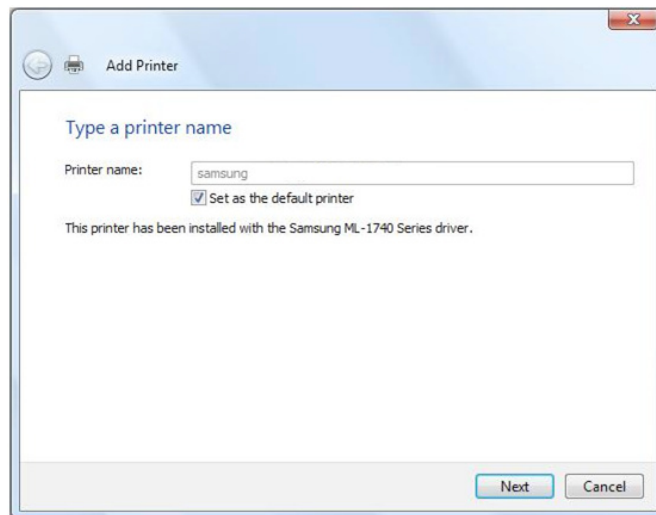 Add Printer
Type a printer name
Printer name:
samsung
Set as the default printer
This printer has been installed with the Samsung ML-1740 Series driver.
Next
Cancel